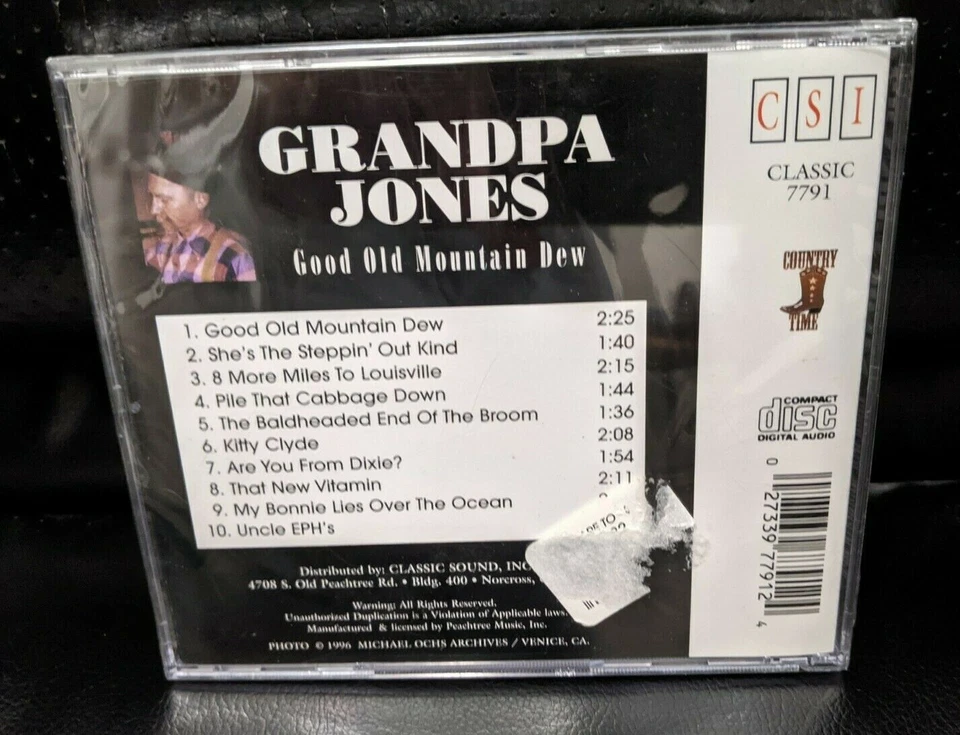 GRANDPA
JONES
Good Old Mountain Dew
1. Good Old Mountain Dew 2:25
2. She's The Steppin' Out Kind 1:40
3. 8 More Miles To Louisville 2:15
4. Pile That Cabbage Down 1:44
5. The Baldheaded End Of The Broom 1:36
6. Kitty Clyde 2:08
7. Are You From Dixie? 1:54
8. That New Vitamin 2:11
9. My Bonnie Lies Over The Ocean
10. Uncle EPH's
Distributed by: CLASSIC SOUND, INC
4708 S. Old Peachtree Rd. • Bldg. 400 • Norcross,
Warning: All Rights Reserved.
Unauthorized Duplication is a Violation of Applicable laws.
Manufactured & licensed by Peachtree Music, Inc.
PHOTO © 1996 MICHAEL OCHS ARCHIVES / VENICE, CA.
CSI
CLASSIC
7791
COUNTRY
TIME
COMPACT
disc
DIGITAL AUDIO
0 27339 77912 4